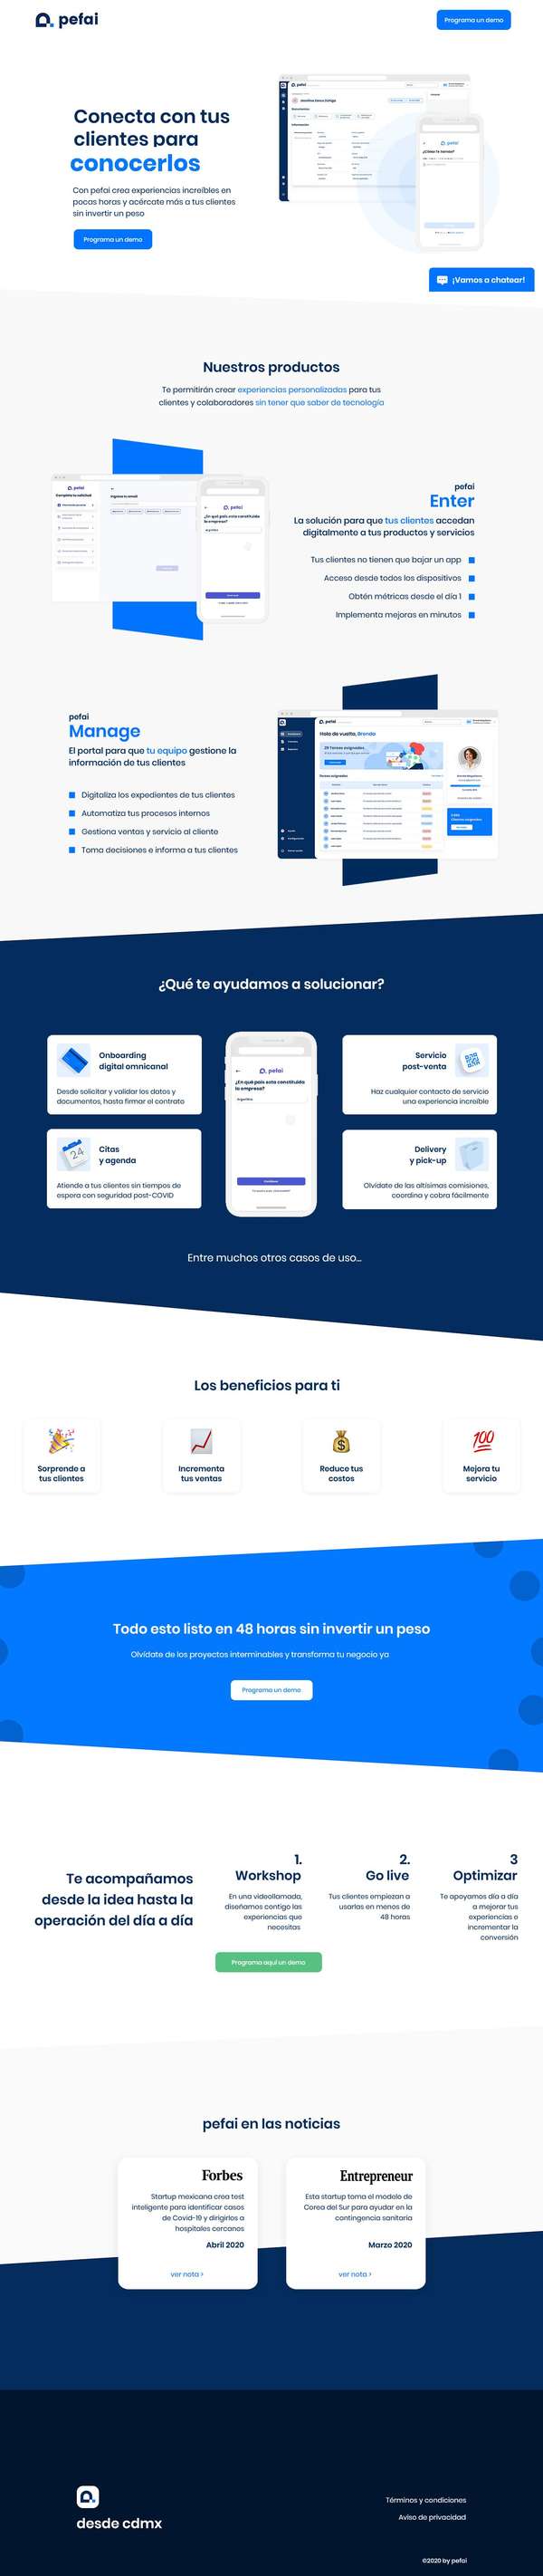 pefai
Programa un demo
Conecta con tus
clientes para
conocerlos
Con pefai crea experiencias increíbles en
pocas horas y acércate más a tus clientes
sin invertir un peso
Programa un demo
¡Vamos a chatear!
Nuestros productos
Te permitirán crear experiencias personalizadas para tus
clientes y colaboradores sin tener que saber de tecnología
pefai
pefai
¿En qué país esta constituida
la empresa?
Argentina
pefai
Enter
La solución para que tus clientes accedan
digitalmente a tus productos y servicios
Tus clientes no tienen que bajar un app
Acceso desde todos los dispositivos
Obtén métricas desde el día 1
Implementa mejoras en minutos
pefai
Manage
El portal para que tu equipo gestione la
información de tus clientes
Digitaliza los expedientes de tus clientes
Automatiza tus procesos internos
Gestiona ventas y servicio al cliente
Toma decisiones e informa a tus clientes
pefai
Hola de vuelta, Brenda
¿Qué te ayudamos a solucionar?
Onboarding
digital omnicanal
Desde solicitar y validar los datos y
documentos, hasta firmar el contrato
24
Citas
y agenda
Atiende a tus clientes sin tiempos de
espera con seguridad post-COVID
pefai
¿En qué país esta constituida
la empresa?
Argentina
Continuar
Servicio
post-venta
Haz cualquier contacto de servicio
una experiencia increíble
Delivery
y pick-up
Olvídate de las altísimas comisiones,
coordina y cobra fácilmente
Entre muchos otros casos de uso...
Los beneficios para ti
Sorprende a
tus clientes
Incrementa
tus ventas
Reduce tus
costos
100
Mejora tu
servicio
Todo esto listo en 48 horas sin invertir un peso
Olvídate de los proyectos interminables y transforma tu negocio ya
Programa un demo
Te acompañamos
desde la idea hasta la
operación del día a día
1.
Workshop
En una videollamada,
diseñamos contigo las
experiencias que
necesitas
2.
Go live
Tus clientes empiezan a
usarlas en menos de
48 horas
3
Optimizar
Te apoyamos día a día
a mejorar tus
experiencias e
incrementar la
conversión
Programa aquí un demo
pefai en las noticias
Forbes
Startup mexicana crea test
inteligente para identificar casos
de Covid-19 y dirigirlos a
hospitales cercanos
Abril 2020
ver nota >
Entrepreneur
Esta startup toma el modelo de
Corea del Sur para ayudar en la
contingencia sanitaria
Marzo 2020
ver nota >
desde cdmx
Términos y condiciones
Aviso de privacidad
©2020 by pefai